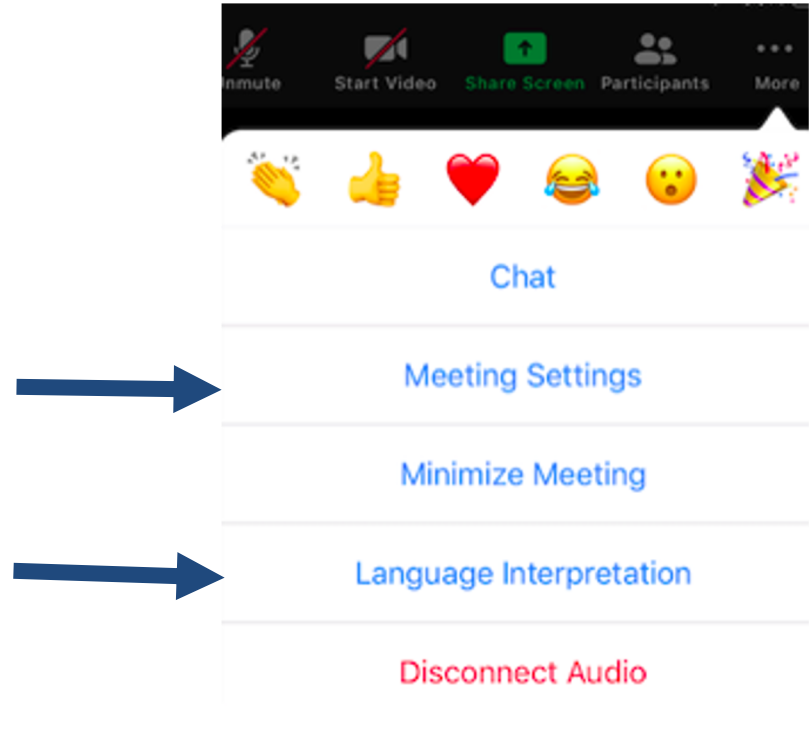 nmute Start Video Share Screen Participants More
Chat
Meeting Settings
Minimize Meeting
Language Interpretation
Disconnect Audio